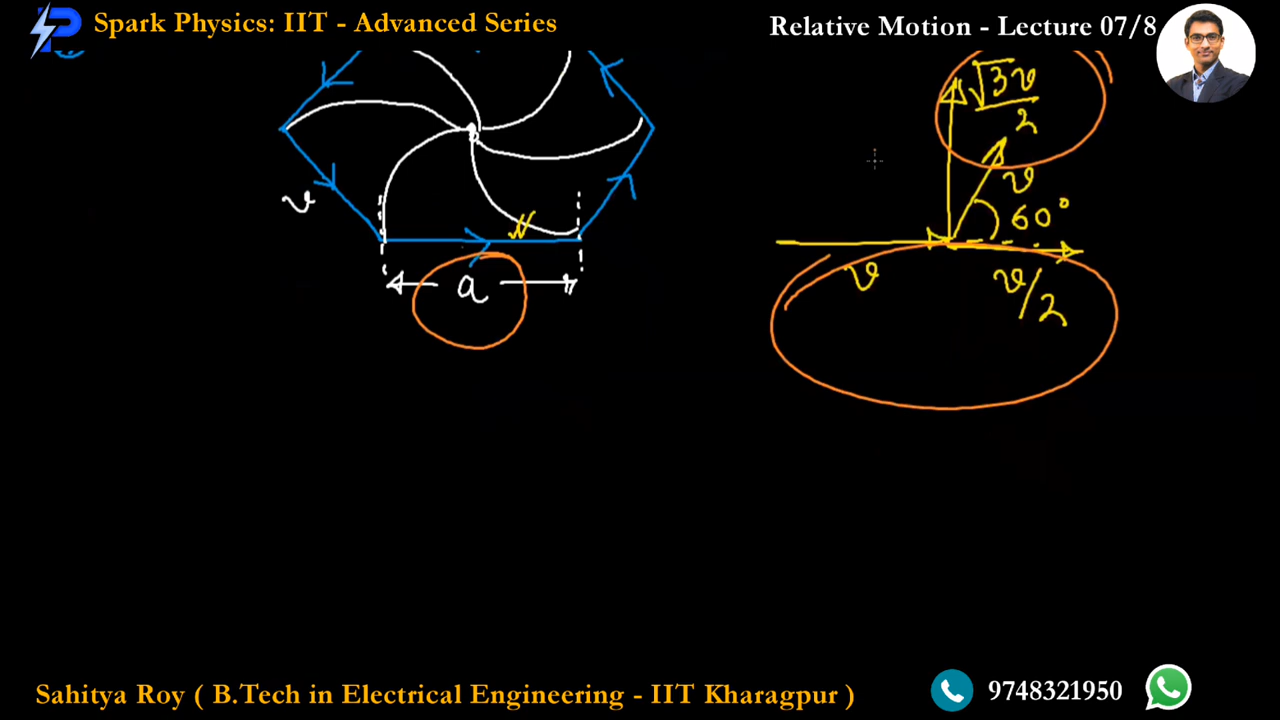 Spark Physics: IIT - Advanced Series
Relative Motion - Lecture 07/8
√3v
2
v
60°
v
v
v/2
a
Sahitya Roy ( B.Tech in Electrical Engineering - IIT Kharagpur )
9748321950